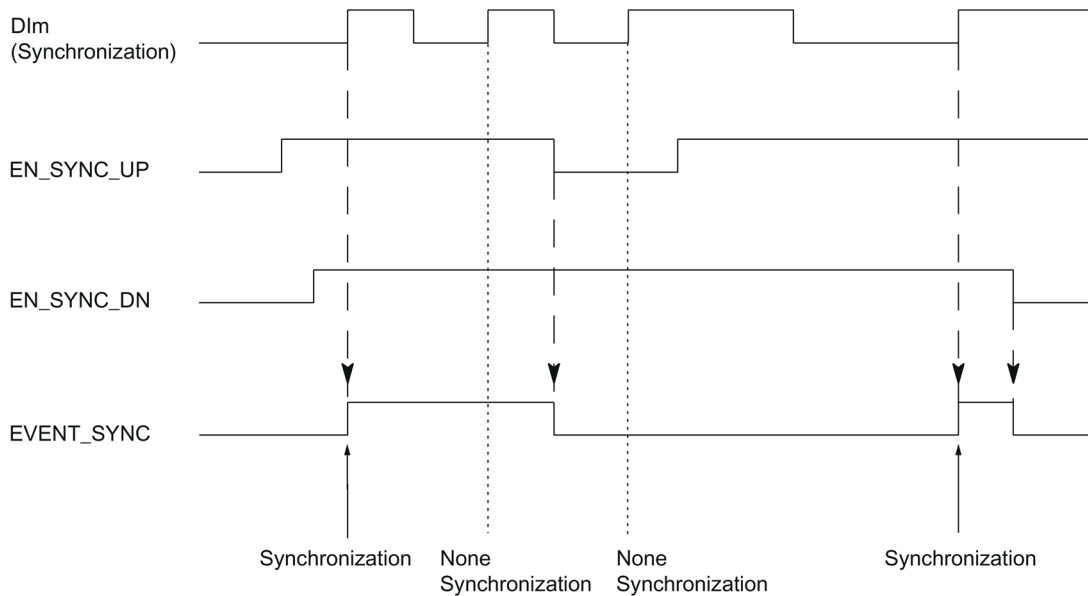 DIm
(Synchronization)
EN_SYNC_UP
EN_SYNC_DN
EVENT_SYNC
Synchronization
None
Synchronization
None
Synchronization
Synchronization